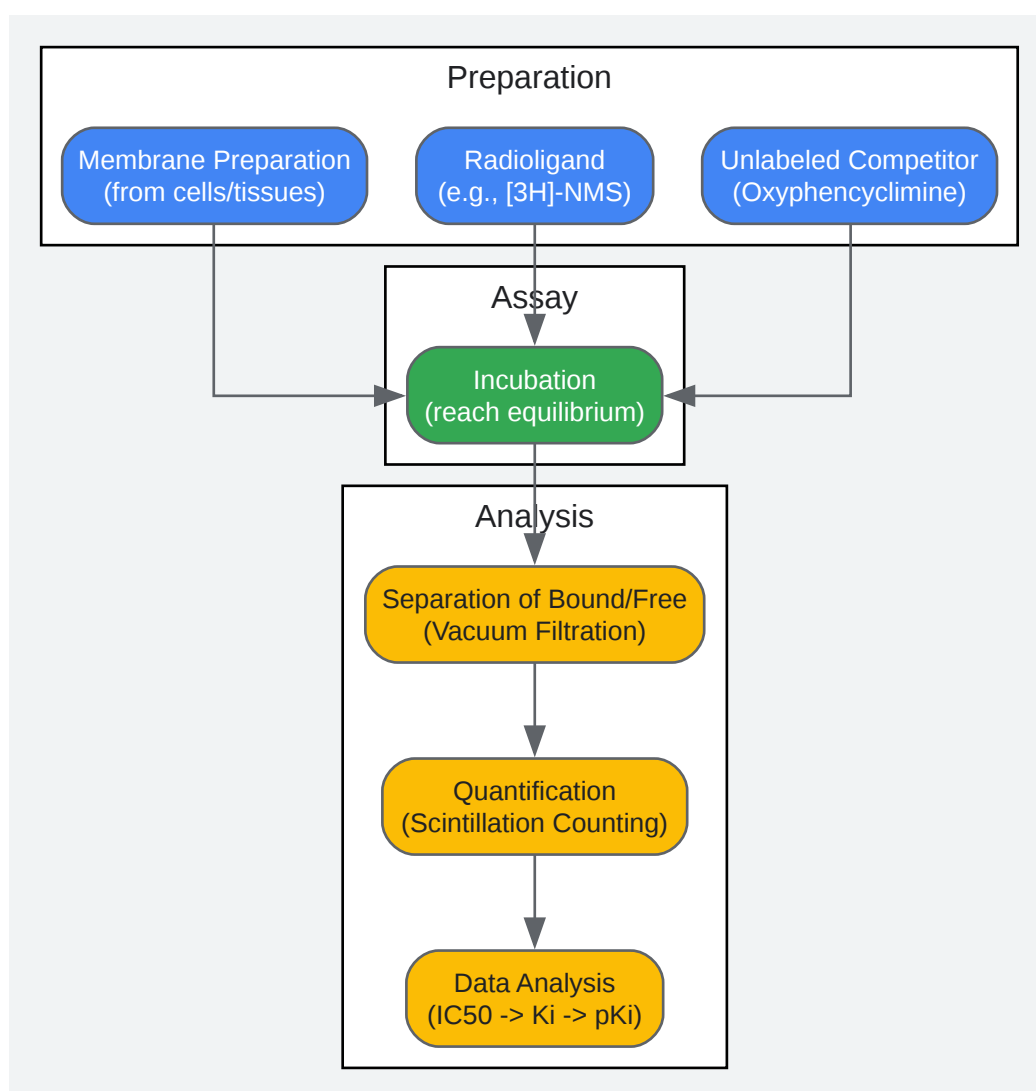 Preparation
Membrane Preparation
(from cells/tissues)
Radioligand
(e.g., [3H]-NMS)
Unlabeled Competitor
(Oxyphencyclimine)
Assay
Incubation
(reach equilibrium)
Analysis
Separation of Bound/Free
(Vacuum Filtration)
Quantification
(Scintillation Counting)
Data Analysis
(IC50 -> Ki -> pKi)